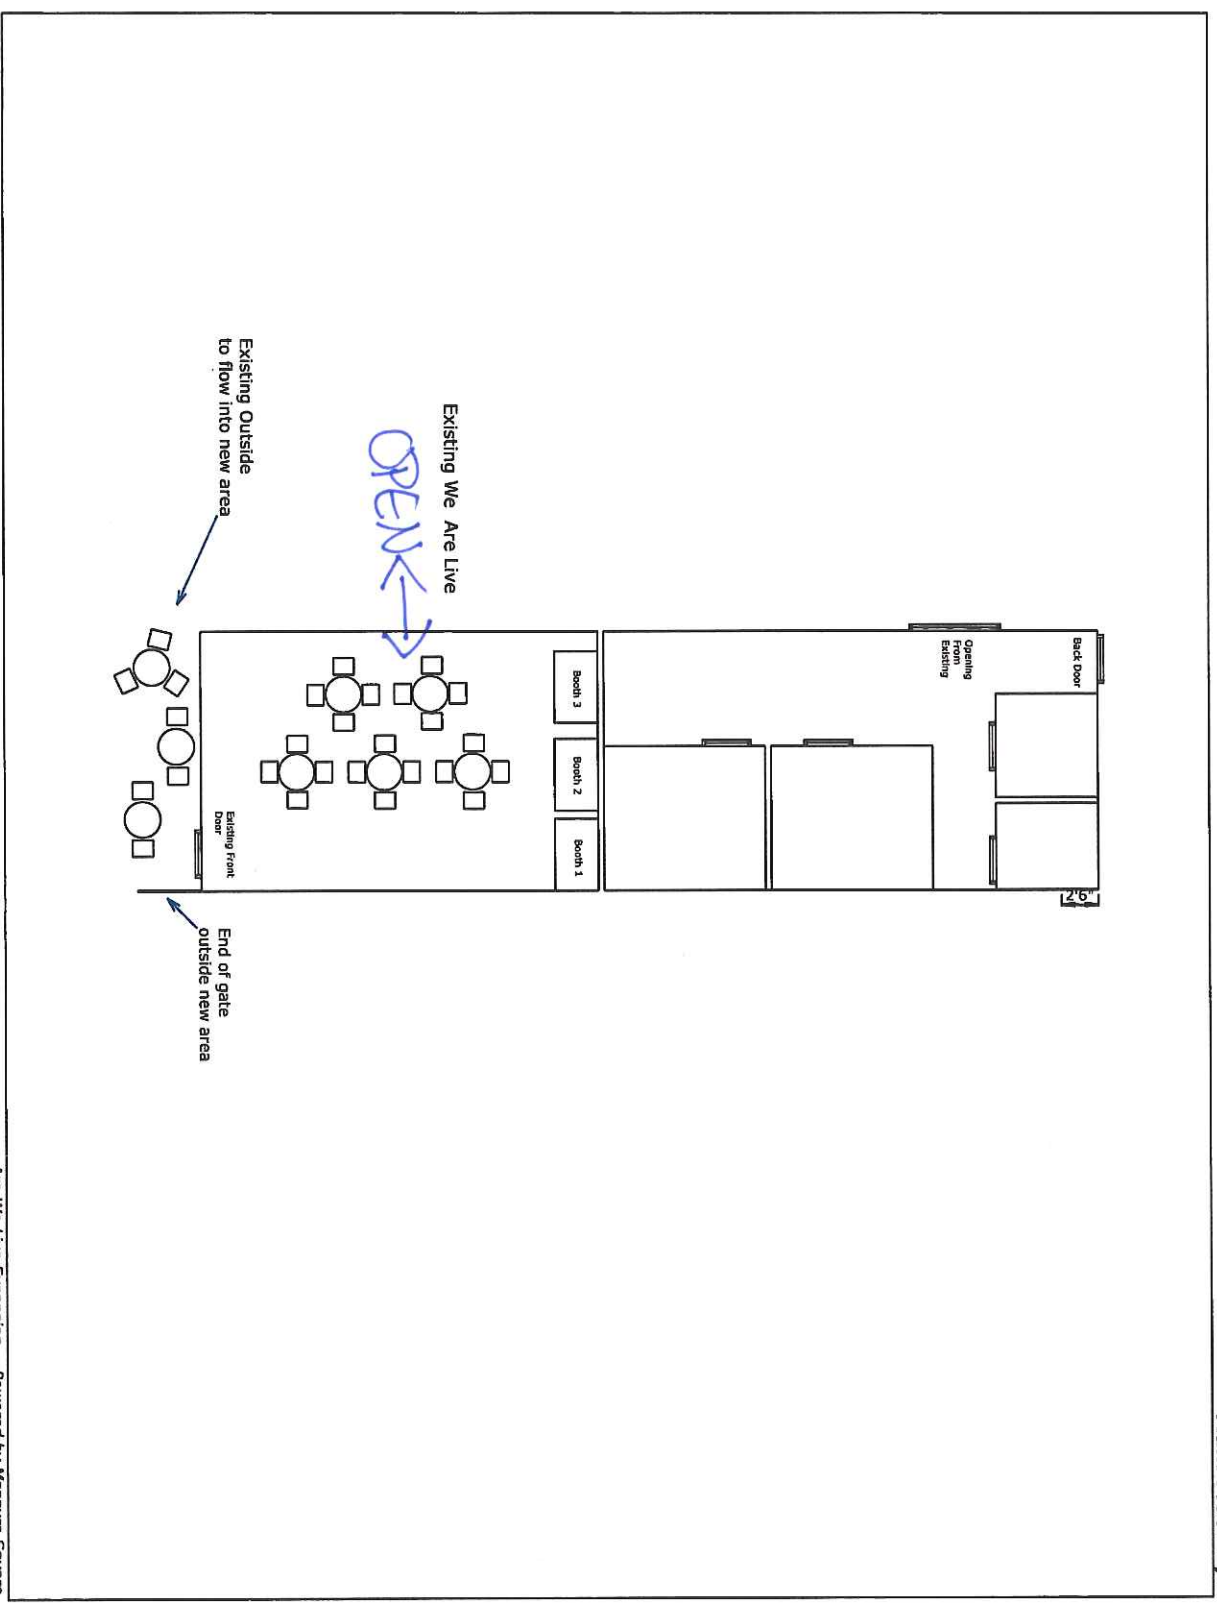 Back Door
Opening
From
Existing
2'6"
Booth 3
Booth 2
Booth 1
Existing We Are Live
OPEN
Existing Outside
to flow into new area
Existing Front
Door
End of gate
outside new area